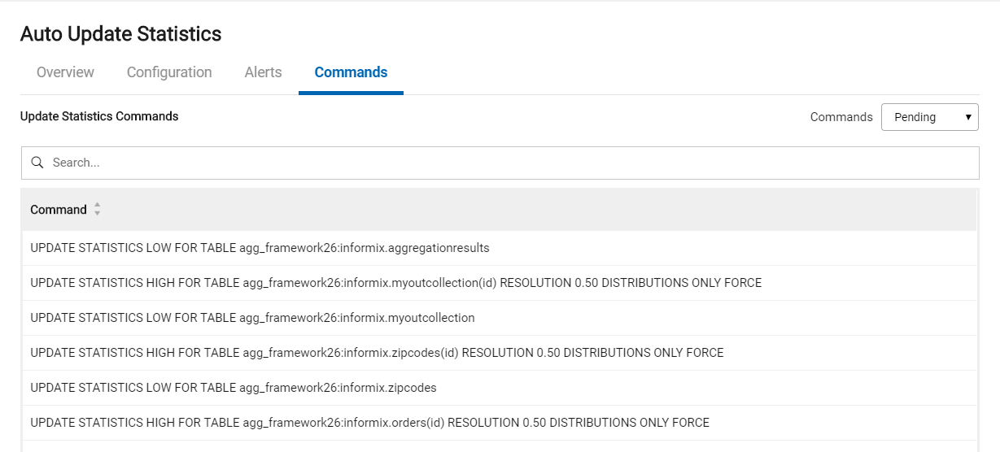 Auto Update Statistics
Overview Configuration Alerts Commands
Update Statistics Commands Commands Pending
Search...
Command
UPDATE STATISTICS LOW FOR TABLE agg_framework26:informix.aggregationresults
UPDATE STATISTICS HIGH FOR TABLE agg_framework26:informix.myoutcollection(id) RESOLUTION 0.50 DISTRIBUTIONS ONLY FORCE
UPDATE STATISTICS LOW FOR TABLE agg_framework26:informix.myoutcollection
UPDATE STATISTICS HIGH FOR TABLE agg_framework26:informix.zipcodes(id) RESOLUTION 0.50 DISTRIBUTIONS ONLY FORCE
UPDATE STATISTICS LOW FOR TABLE agg_framework26:informix.zipcodes
UPDATE STATISTICS HIGH FOR TABLE agg_framework26:informix.orders(id) RESOLUTION 0.50 DISTRIBUTIONS ONLY FORCE